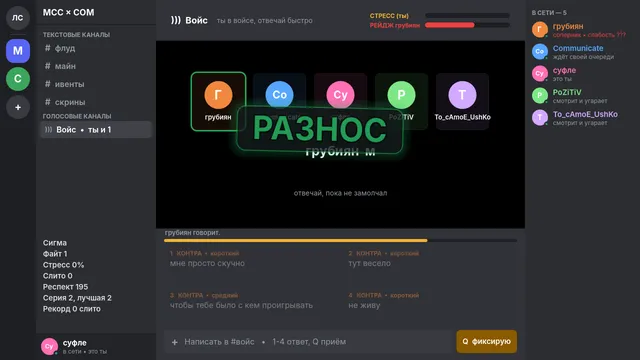 ЛС
M
C
+
MCC × COM
ТЕКСТОВЫЕ КАНАЛЫ
# флуд
# майн
# ивенты
# скрины
ГОЛОСОВЫЕ КАНАЛЫ
))) Войс • ты и 1
Сигма
Файт 1
Стресс 0%
Слито 0
Респект 195
Серия 2, лучшая 2
Рекорд 0 слито
суфле
в сети • это ты
))) Войс
ты в войсе, отвечай быстро
СТРЕСС (ты)
РЕЙДЖ грубиян
Г
Со
Су
P
T
грубиян
PoZiTiV
To_cAmoE_UshKo
РАЗНОС
отвечай, пока не замолчал
грубиян говорит.
1 КОНТРА • короткий
мне просто скучно
2 КОНТРА • короткий
тут весело
3 КОНТРА • средний
чтобы тебе было с кем проигрывать
4 КОНТРА • короткий
не живу
+ Написать в #войс • 1-4 ответ, Q приём
Q фиксирую
В СЕТИ — 5
Г
грубиян
Со
Communicate
ждёт своей очереди
Су
суфле
это ты
P
PoZiTiV
смотрит и угарает
T
To_cAmoE_UshKo
смотрит и угарает